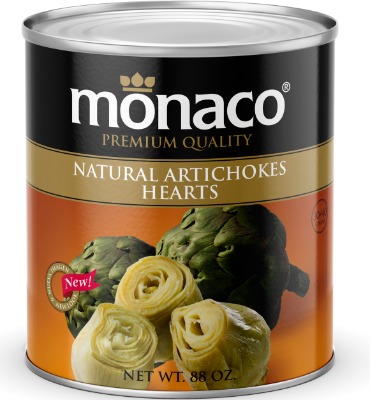 monaco®
PREMIUM QUALITY
NATURAL ARTICHOKES
HEARTS
New!
NET WT. 88 OZ.